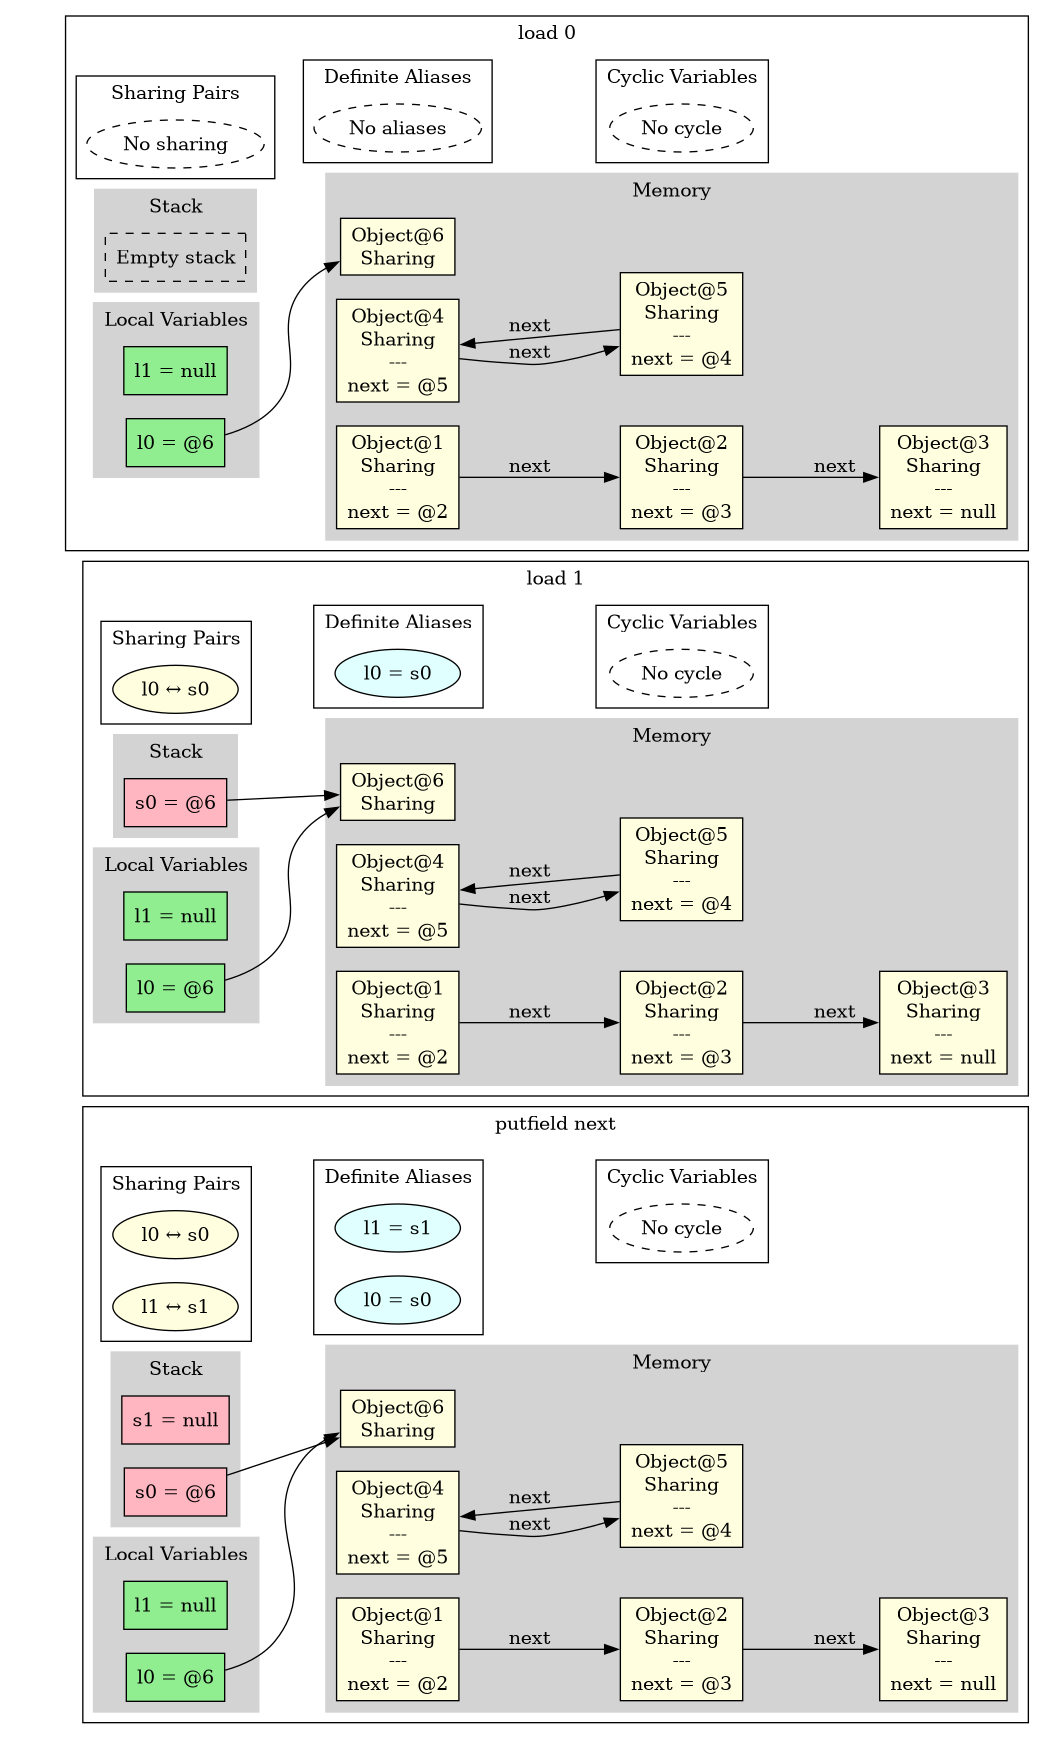 load 0
Sharing Pairs
No sharing
Definite Aliases
No aliases
Cyclic Variables
No cycle
Stack
Empty stack
Local Variables
l1 = null
l0 = @6
Memory
Object@6
Sharing
Object@4
Sharing
---
next = @5
next
next
Object@5
Sharing
---
next = @4
Object@1
Sharing
---
next = @2
next
Object@2
Sharing
---
next = @3
next
Object@3
Sharing
---
next = null
load 1
Sharing Pairs
l0 ↔ s0
Definite Aliases
l0 = s0
Cyclic Variables
No cycle
Stack
s0 = @6
Local Variables
l1 = null
l0 = @6
Memory
Object@6
Sharing
Object@4
Sharing
---
next = @5
next
next
Object@5
Sharing
---
next = @4
Object@1
Sharing
---
next = @2
next
Object@2
Sharing
---
next = @3
next
Object@3
Sharing
---
next = null
putfield next
Sharing Pairs
l0 ↔ s0
l1 ↔ s1
Definite Aliases
l1 = s1
l0 = s0
Cyclic Variables
No cycle
Stack
s1 = null
s0 = @6
Local Variables
l1 = null
l0 = @6
Memory
Object@6
Sharing
Object@4
Sharing
---
next = @5
next
next
Object@5
Sharing
---
next = @4
Object@1
Sharing
---
next = @2
next
Object@2
Sharing
---
next = @3
next
Object@3
Sharing
---
next = null